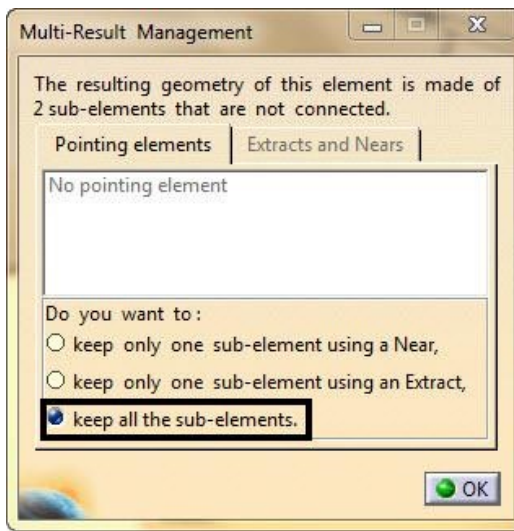 Multi-Result Management
The resulting geometry of this element is made of
2 sub-elements that are not connected.
Pointing elements
Extracts and Nears
No pointing element
Do you want to:
keep only one sub-element using a Near,
keep only one sub-element using an Extract,
keep all the sub-elements.
OK